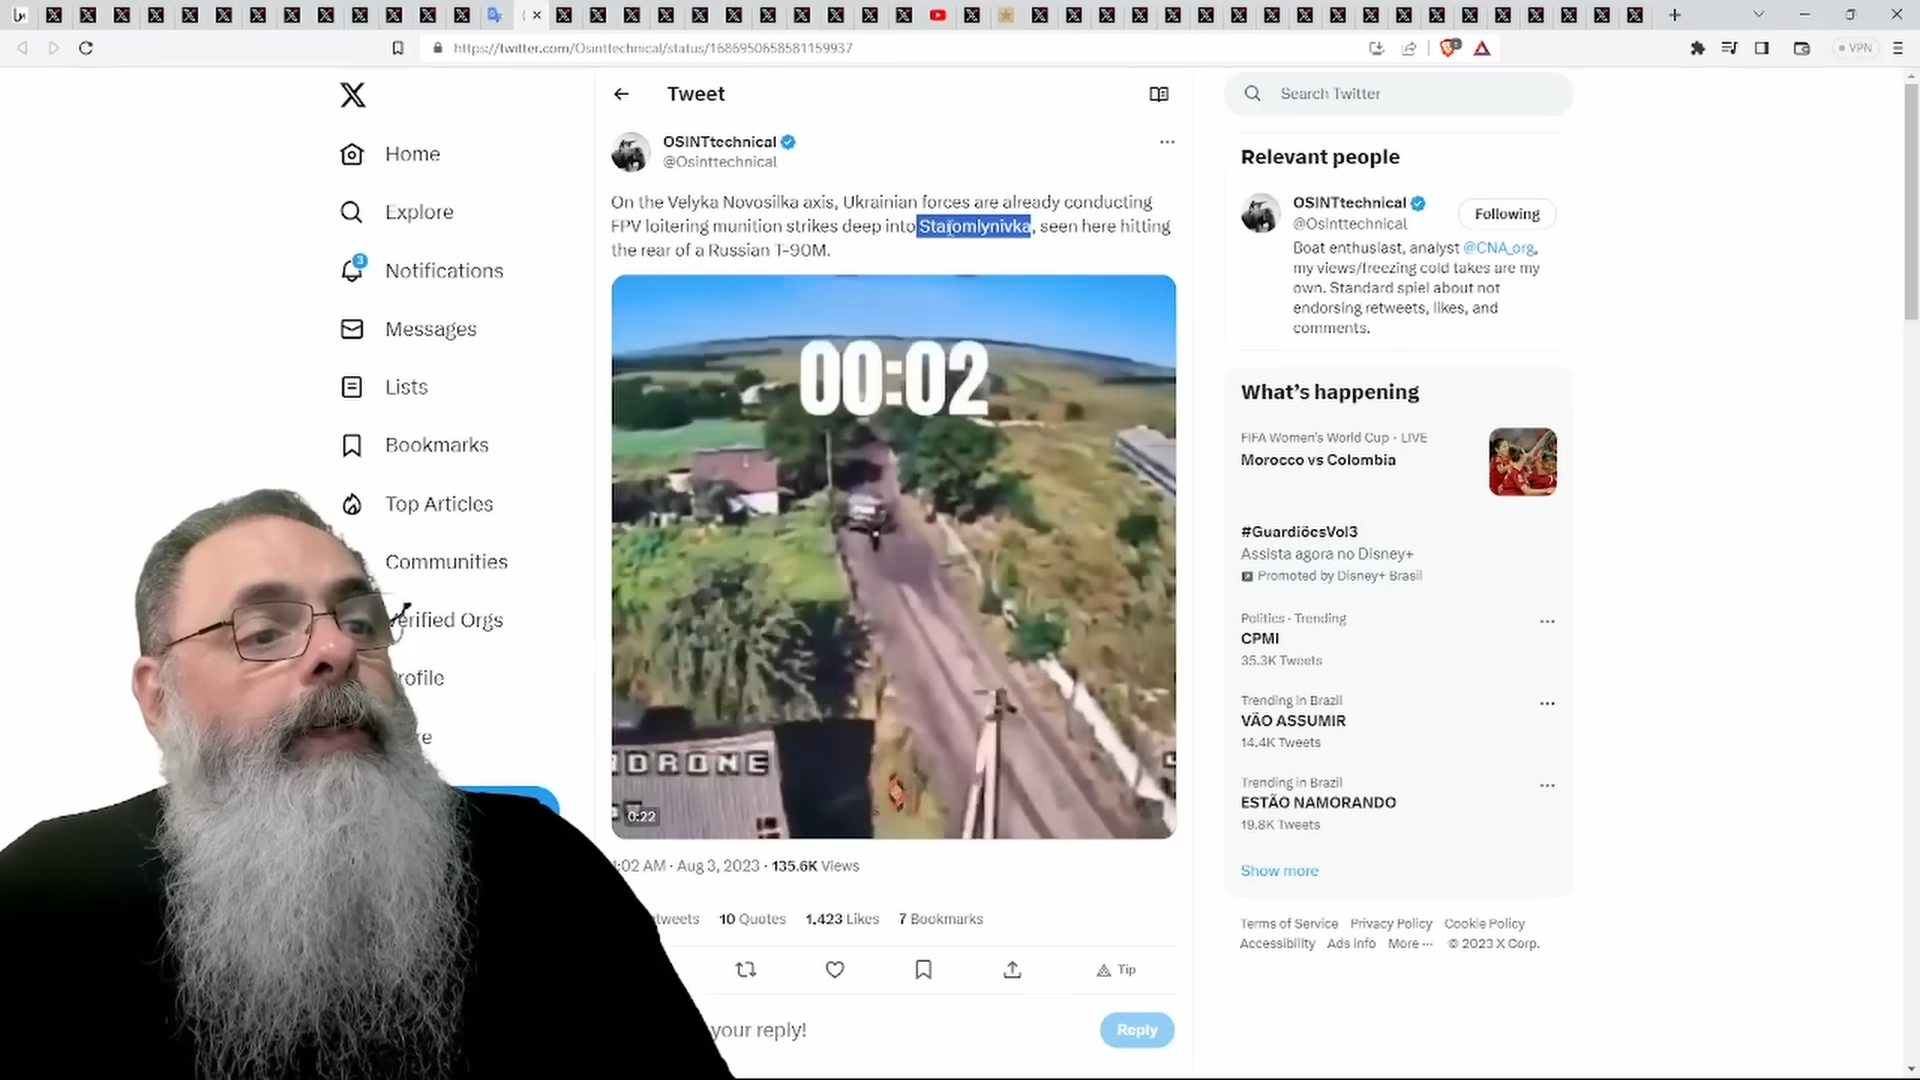 https://twitter.com/Osinttechnical/status/1686950658581159937
VPN
Home
Explore
3
Notifications
Messages
Lists
Bookmarks
Top Articles
Communities
erified Orgs
rofile
Tweet
OSINTtechnical
@Osinttechnical
On the Velyka Novosilka axis, Ukrainian forces are already conducting
FPV loitering munition strikes deep into Staromlynivka, seen here hitting
the rear of a Russian T-90M.
00:02
DRONE
0:22
:02 AM · Aug 3, 2023 · 135.6K Views
tweets 10 Quotes 1,423 Likes 7 Bookmarks
Tip
your reply!
Reply
Search Twitter
Relevant people
OSINTtechnical
@Osinttechnical
Following
Boat enthusiast, analyst @CNA_org,
my views/freezing cold takes are my
own. Standard spiel about not
endorsing retweets, likes, and
comments.
What's happening
FIFA Women's World Cup · LIVE
Morocco vs Colombia
#GuardiõesVol3
Assista agora no Disney+
Promoted by Disney+ Brasil
Politics · Trending
CPMI
35.3K Tweets
Trending in Brazil
VÃO ASSUMIR
14.4K Tweets
Trending in Brazil
ESTÃO NAMORANDO
19.8K Tweets
Show more
Terms of Service Privacy Policy Cookie Policy
Accessibility Ads info More ··· © 2023 X Corp.